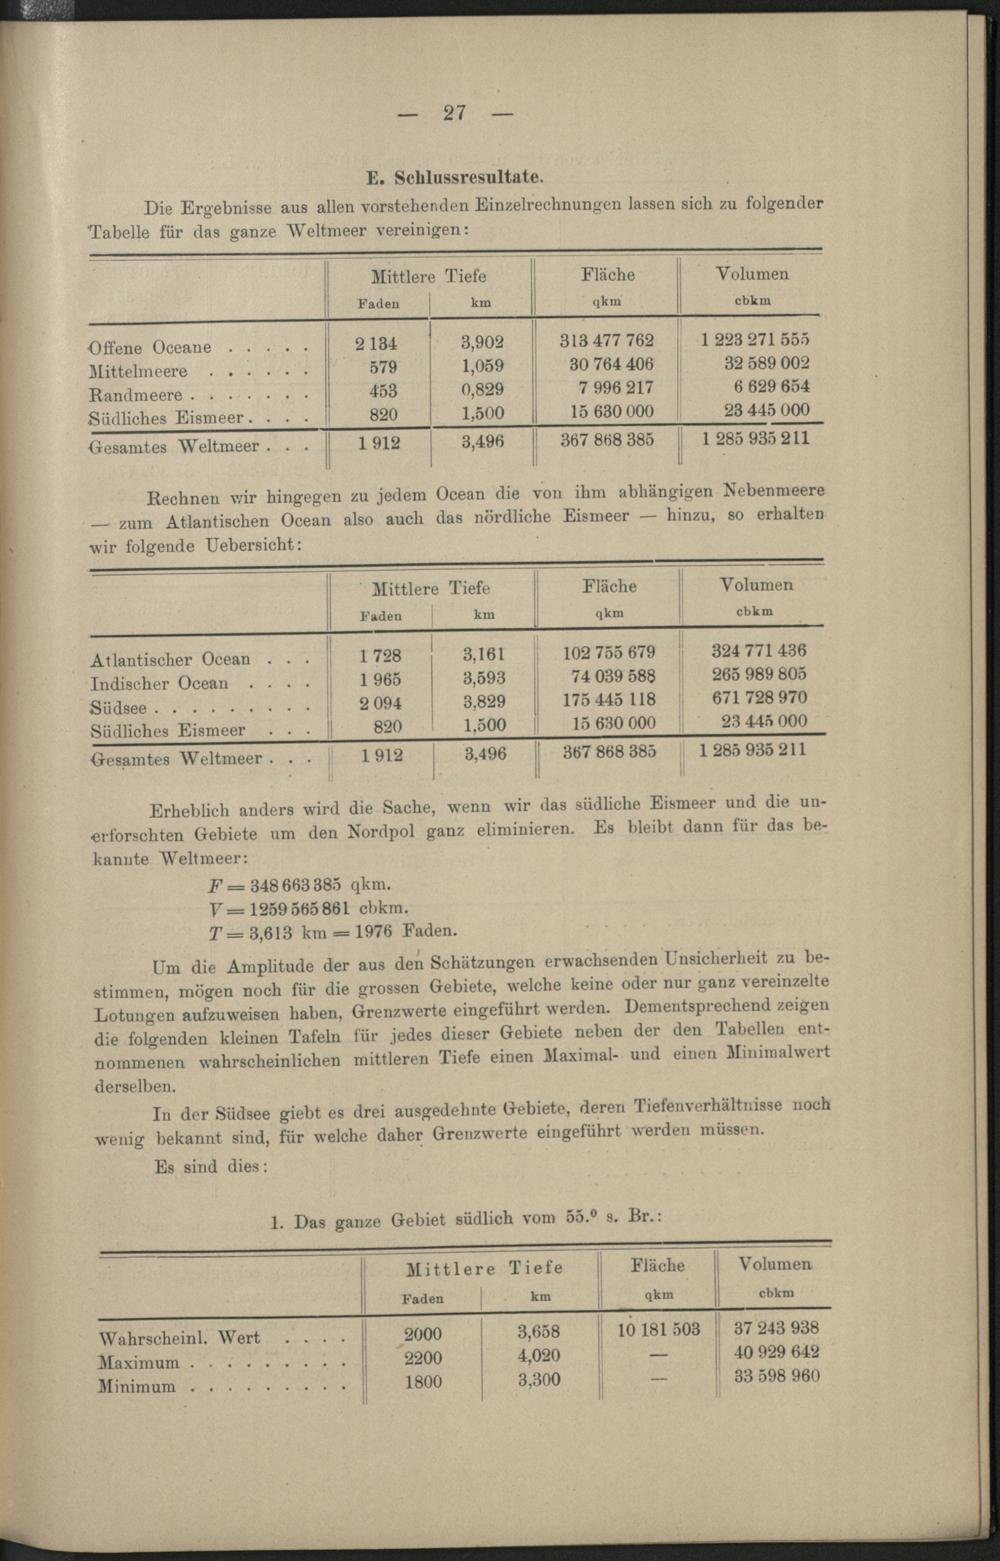 — 27 —
E. Schlussresultate.
Die Ergebnisse aus allen vorstehenden Einzelrechnungen lassen sich zu folgender
Tabelle für das ganze Weltmeer vereinigen:
Mittlere Tiefe Fläche Volumen
Faden km qkm cbkm
Offene Oceane . . . . . 2 134 3,902 313 477 762 1 223 271 555
Mittelmeere . . . . . . 579 1,059 30 764 406 32 589 002
Randmeere . . . . . . . 453 0,829 7 996 217 6 629 654
Südliches Eismeer . . . . 820 1,500 15 630 000 23 445 000
Gesamtes Weltmeer . . . 1 912 3,496 367 868 385 1 285 935 211
Rechnen wir hingegen zu jedem Ocean die von ihm abhängigen Nebenmeere
— zum Atlantischen Ocean also auch das nördliche Eismeer — hinzu, so erhalten
wir folgende Uebersicht:
Mittlere Tiefe Fläche Volumen
Faden km qkm cbkm
Atlantischer Ocean . . . 1 728 3,161 102 755 679 324 771 436
Indischer Ocean . . . . 1 965 3,593 74 039 588 265 989 805
Südsee . . . . . . . . . 2 094 3,829 175 445 118 671 728 970
Südliches Eismeer . . . 820 1,500 15 630 000 23 445 000
Gesamtes Weltmeer . . . 1 912 3,496 367 868 385 1 285 935 211
Erheblich anders wird die Sache, wenn wir das südliche Eismeer und die un-
erforschten Gebiete um den Nordpol ganz eliminieren. Es bleibt dann für das be-
kannte Weltmeer:
F = 348 663 385 qkm.
V = 1259 565 861 cbkm.
T = 3,613 km = 1976 Faden.
Um die Amplitude der aus den Schätzungen erwachsenden Unsicherheit zu be-
stimmen, mögen noch für die grossen Gebiete, welche keine oder nur ganz vereinzelte
Lotungen aufzuweisen haben, Grenzwerte eingeführt werden. Dementsprechend zeigen
die folgenden kleinen Tafeln für jedes dieser Gebiete neben der den Tabellen ent-
nommenen wahrscheinlichen mittleren Tiefe einen Maximal- und einen Minimalwert
derselben.
In der Südsee giebt es drei ausgedehnte Gebiete, deren Tiefenverhältnisse noch
wenig bekannt sind, für welche daher Grenzwerte eingeführt werden müssen.
Es sind dies:
1. Das ganze Gebiet südlich vom 55.⁰ s. Br.:
Mittlere Tiefe Fläche Volumen
Faden km qkm cbkm
Wahrscheinl. Wert . . . . 2000 3,658 10 181 503 37 243 938
Maximum . . . . . . . . . 2200 4,020 — 40 929 642
Minimum . . . . . . . . . 1800 3,300 — 33 598 960